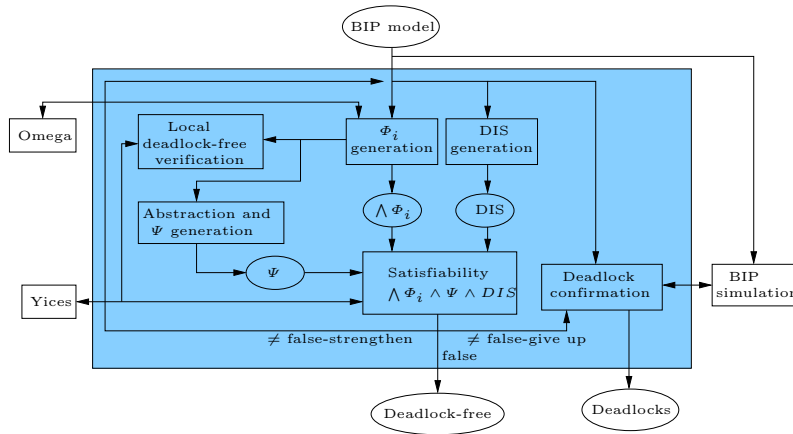 BIP model
Omega
Local
deadlock-free
verification
Φi
generation
DIS
generation
Abstraction and
Ψ generation
⋀ Φi
DIS
Ψ
Satisfiability
⋀ Φi ∧ Ψ ∧ DIS
Deadlock
confirmation
BIP
simulation
Yices
≠ false-strengthen
≠ false-give up
false
Deadlock-free
Deadlocks